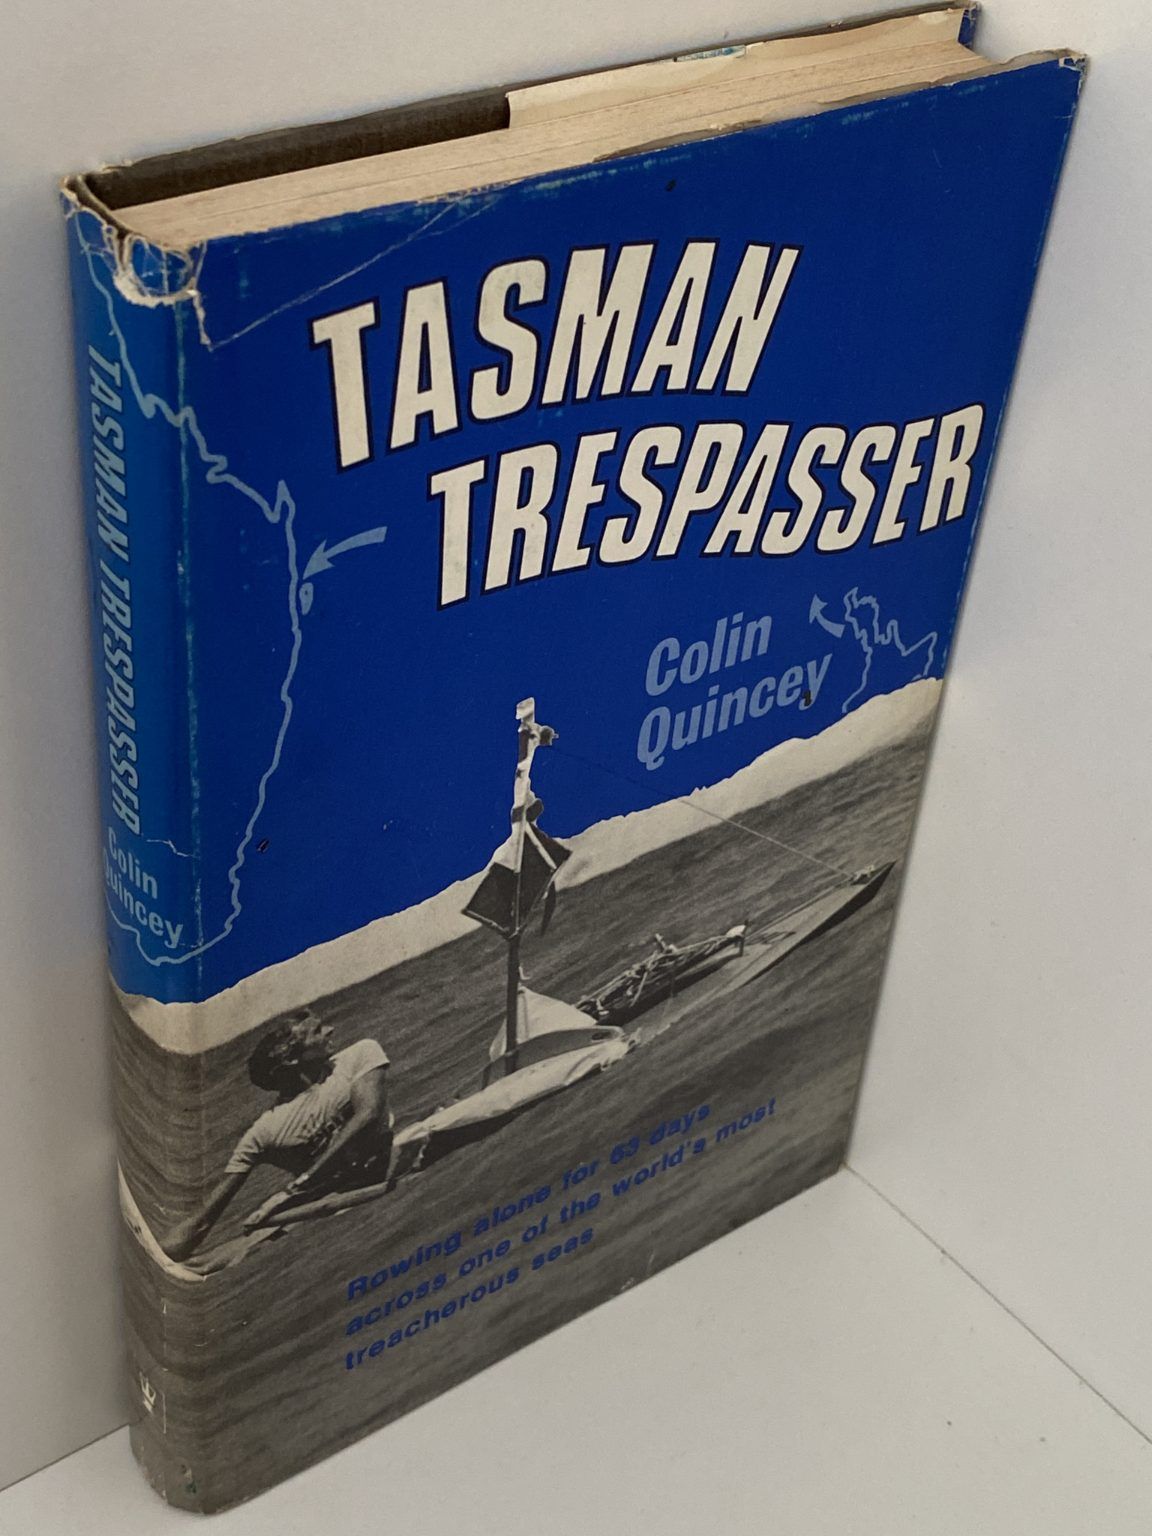 TASMAN
TRESPASSER
Colin
Quincey
Rowing alone for 63 days
across one of the world's most
treacherous seas
TASMAN TRESPASSER
Colin
Quincey